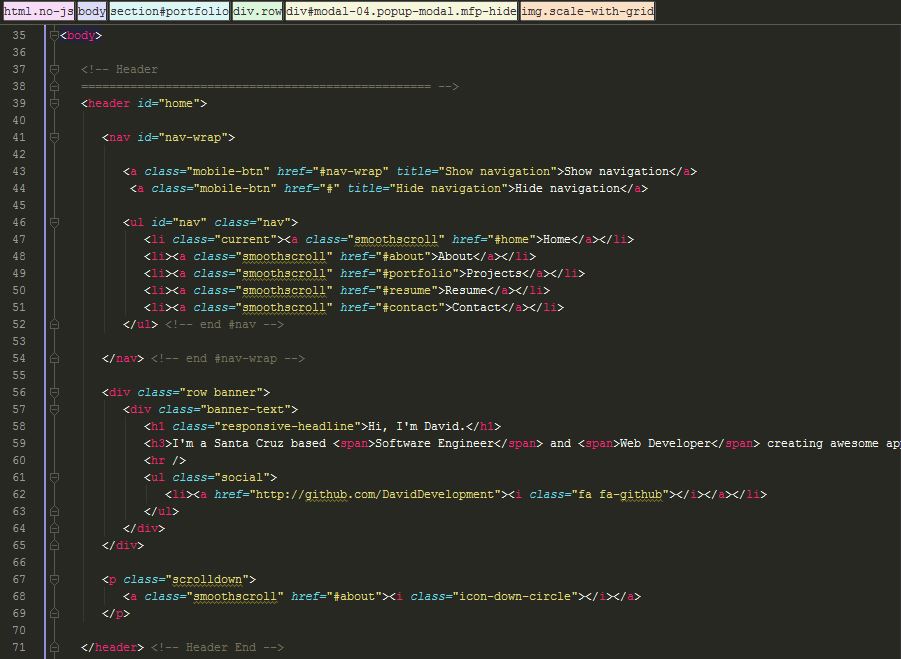 html.no-js body section#portfolio div.row div#modal-04.popup-modal.mfp-hide img.scale-with-grid
35 <body>
36
37 <!-- Header
38 ================================================== -->
39 <header id="home">
40
41 <nav id="nav-wrap">
42
43 <a class="mobile-btn" href="#nav-wrap" title="Show navigation">Show navigation</a>
44 <a class="mobile-btn" href="#" title="Hide navigation">Hide navigation</a>
45
46 <ul id="nav" class="nav">
47 <li class="current"><a class="smoothscroll" href="#home">Home</a></li>
48 <li><a class="smoothscroll" href="#about">About</a></li>
49 <li><a class="smoothscroll" href="#portfolio">Projects</a></li>
50 <li><a class="smoothscroll" href="#resume">Resume</a></li>
51 <li><a class="smoothscroll" href="#contact">Contact</a></li>
52 </ul> <!-- end #nav -->
53
54 </nav> <!-- end #nav-wrap -->
55
56 <div class="row banner">
57 <div class="banner-text">
58 <h1 class="responsive-headline">Hi, I'm David.</h1>
59 <h3>I'm a Santa Cruz based <span>Software Engineer</span> and <span>Web Developer</span> creating awesome ap
60 <hr />
61 <ul class="social">
62 <li><a href="http://github.com/DavidDevelopment"><i class="fa fa-github"></i></a></li>
63 </ul>
64 </div>
65 </div>
66
67 <p class="scrolldown">
68 <a class="smoothscroll" href="#about"><i class="icon-down-circle"></i></a>
69 </p>
70
71 </header> <!-- Header End -->